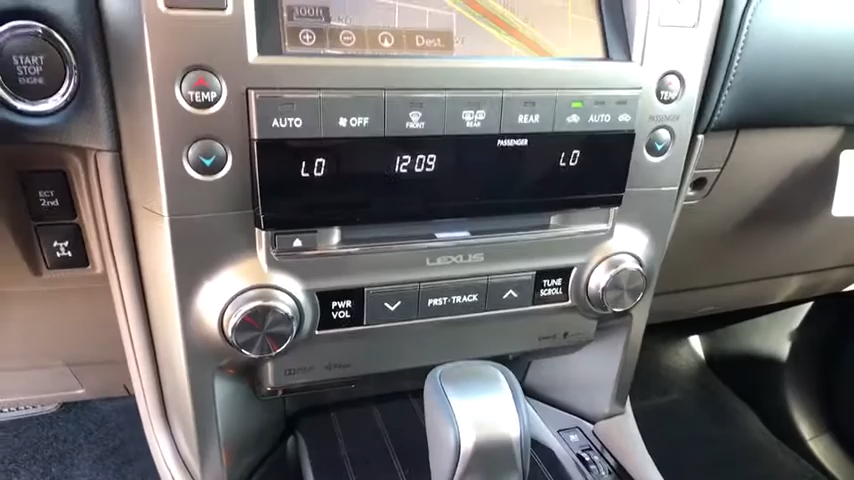 300ft
Dest.
START
STOP
ENGINE
TEMP
TEMP
PASSENGER
AUTO
OFF
FRONT
REAR
REAR
AUTO
PASSENGER
PASSENGER
LO
12:09
LO
ECT
2nd
LEXUS
PWR
VOL
PRST·TRACK
TUNE
SCROLL